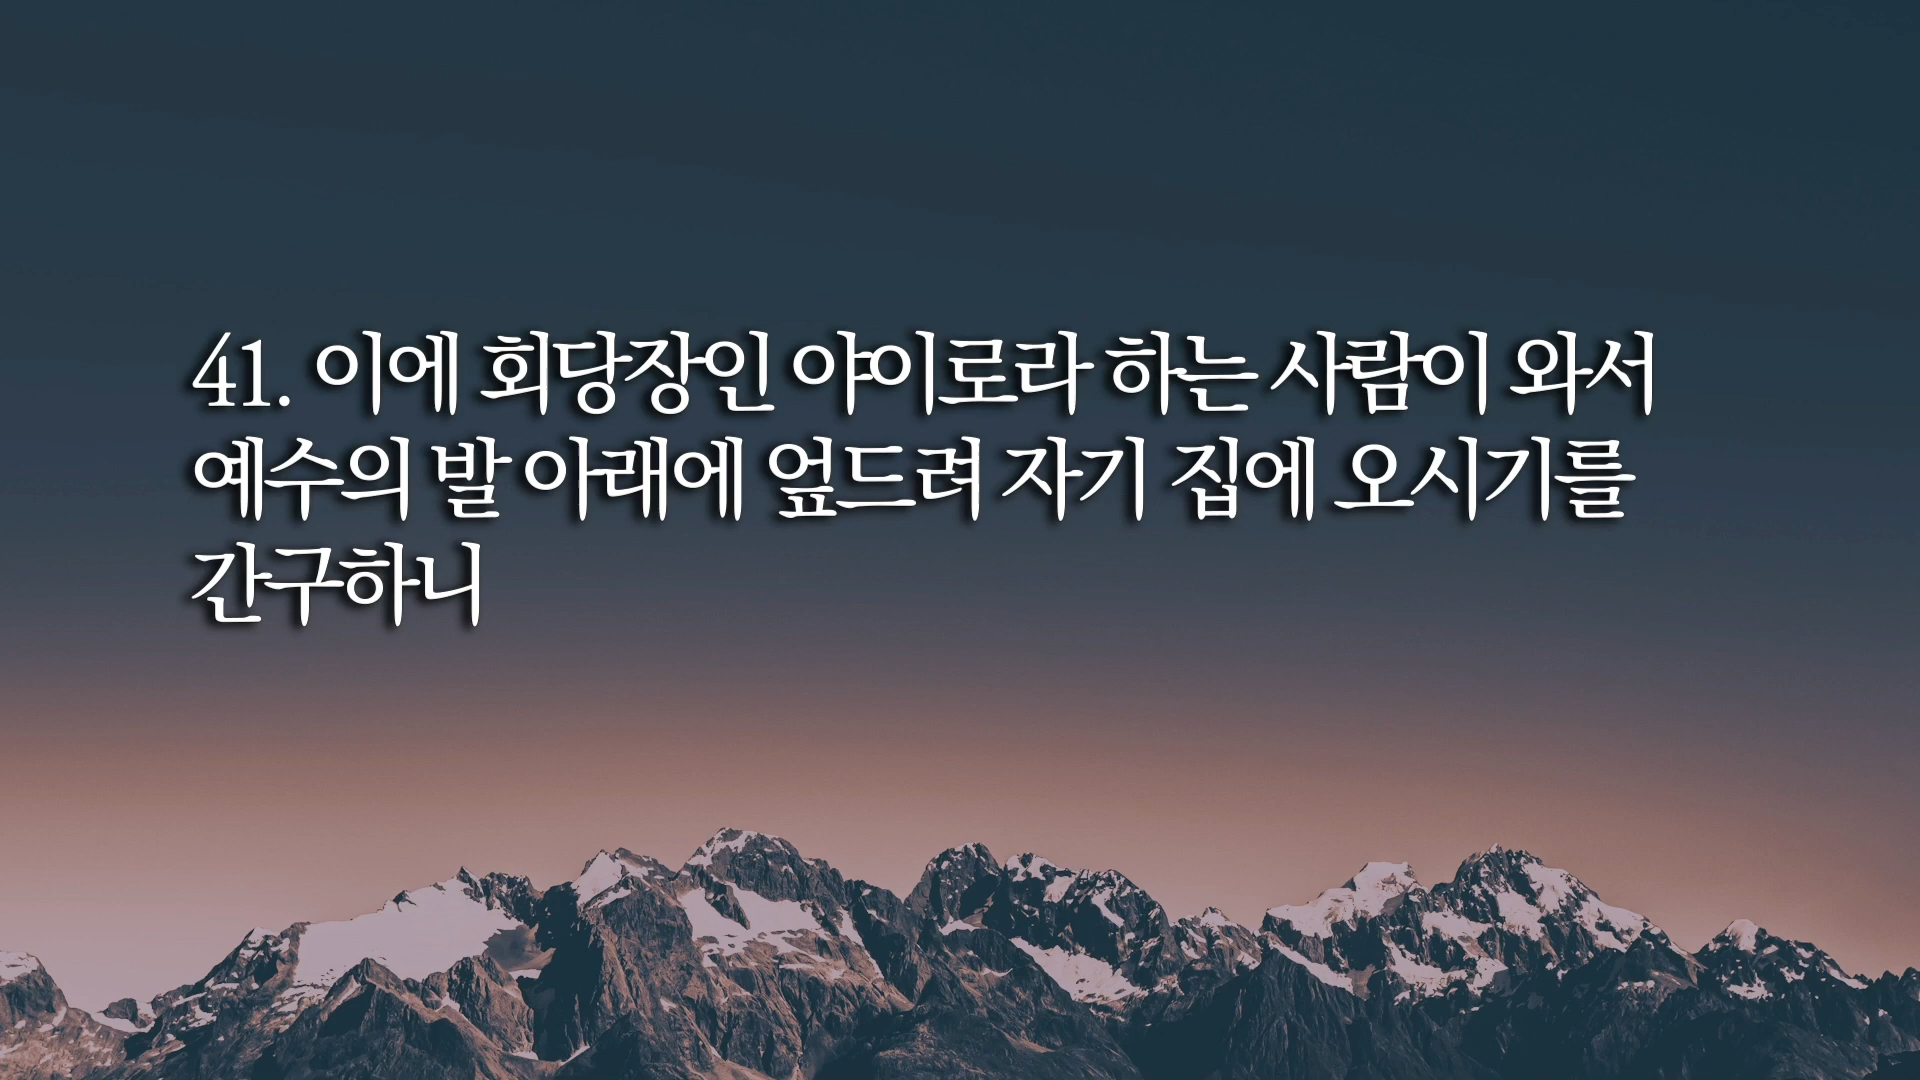 41. 이에 회당장인 야이로라 하는 사람이 와서
예수의 발 아래에 엎드려 자기 집에 오시기를
간구하니